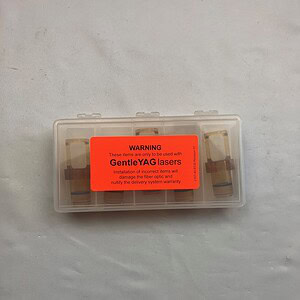 WARNING
These items are only to be used with
GentleYAG lasers
Installation of incorrect items will
damage the fiber optic and
nullify the delivery system warranty